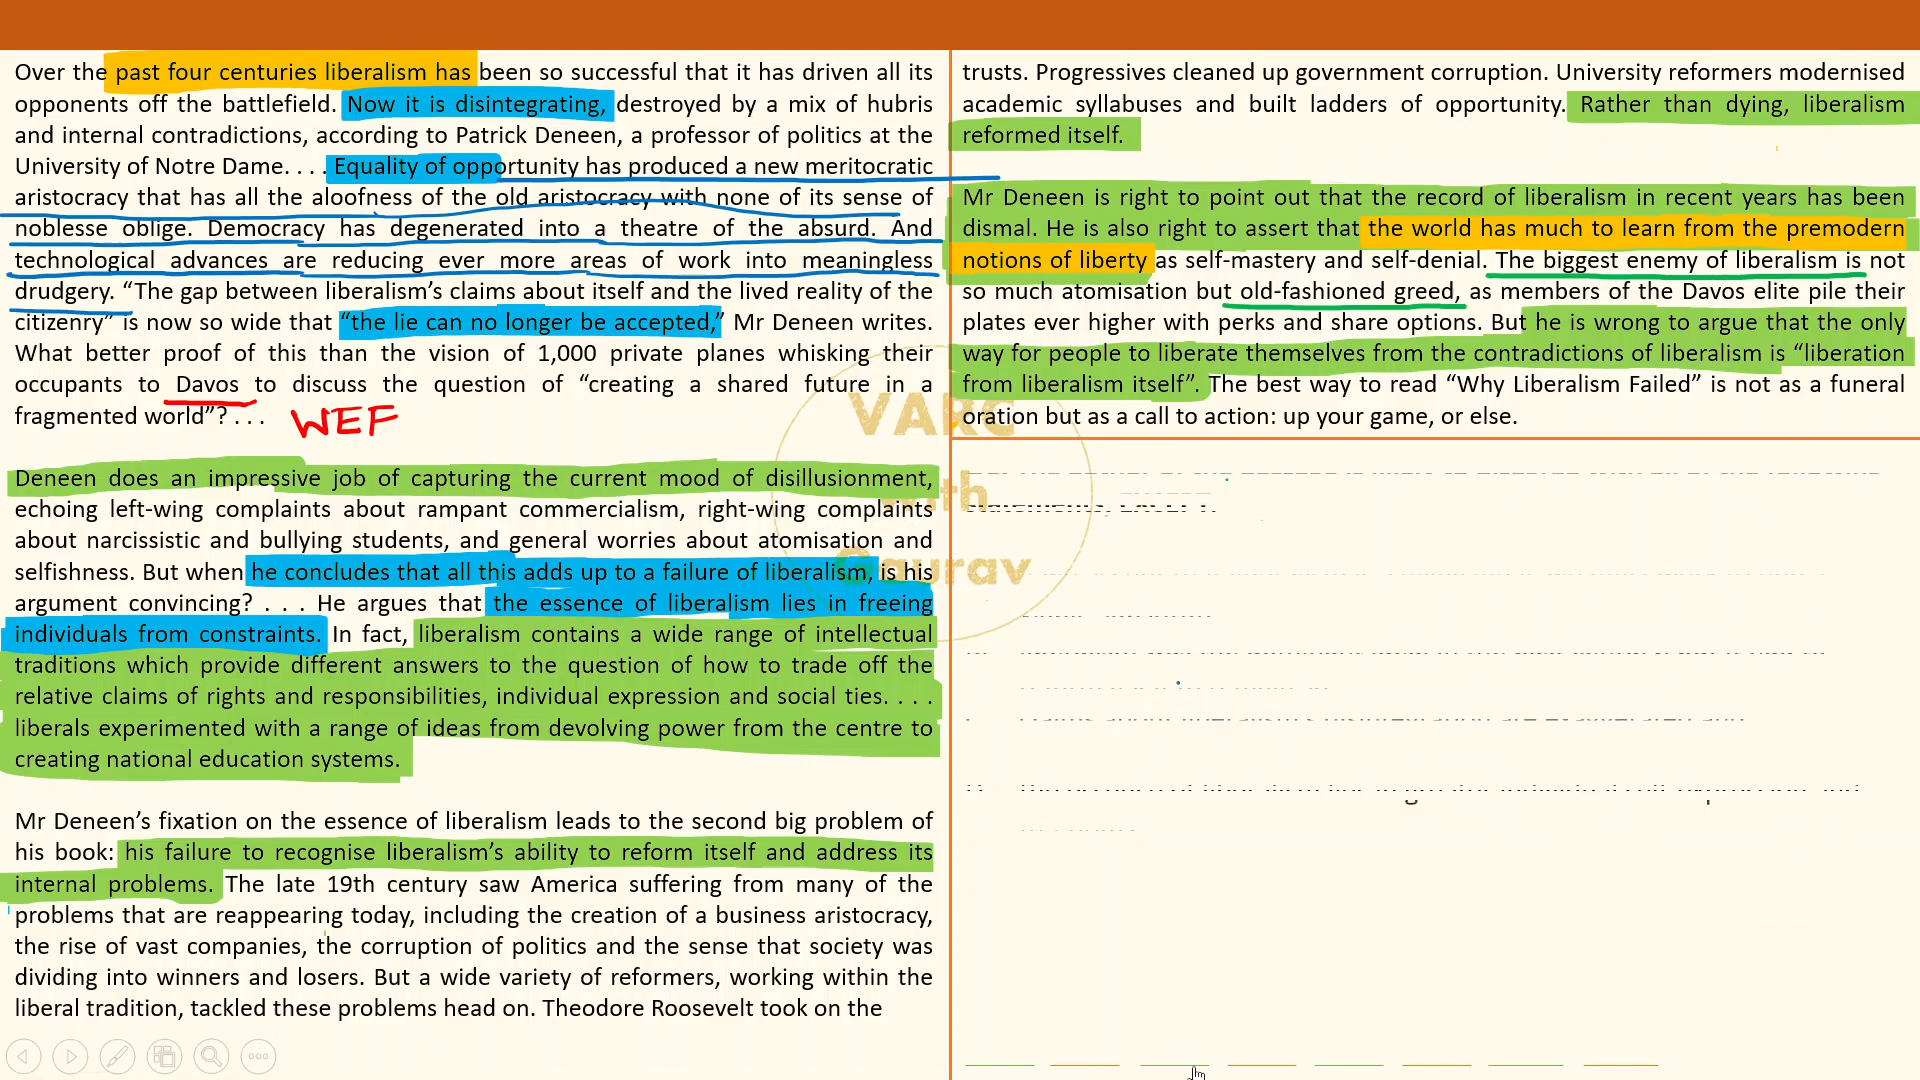 Over the past four centuries liberalism has been so successful that it has driven all its
opponents off the battlefield. Now it is disintegrating, destroyed by a mix of hubris
and internal contradictions, according to Patrick Deneen, a professor of politics at the
University of Notre Dame. . . . Equality of opportunity has produced a new meritocratic
aristocracy that has all the aloofness of the old aristocracy with none of its sense of
noblesse oblige. Democracy has degenerated into a theatre of the absurd. And
technological advances are reducing ever more areas of work into meaningless
drudgery. “The gap between liberalism’s claims about itself and the lived reality of the
citizenry” is now so wide that “the lie can no longer be accepted,” Mr Deneen writes.
What better proof of this than the vision of 1,000 private planes whisking their
occupants to Davos to discuss the question of “creating a shared future in a
fragmented world”? . . .
WEF
Deneen does an impressive job of capturing the current mood of disillusionment,
echoing left-wing complaints about rampant commercialism, right-wing complaints
about narcissistic and bullying students, and general worries about atomisation and
selfishness. But when he concludes that all this adds up to a failure of liberalism, is his
argument convincing? . . . He argues that the essence of liberalism lies in freeing
individuals from constraints. In fact, liberalism contains a wide range of intellectual
traditions which provide different answers to the question of how to trade off the
relative claims of rights and responsibilities, individual expression and social ties. . . .
liberals experimented with a range of ideas from devolving power from the centre to
creating national education systems.
Mr Deneen’s fixation on the essence of liberalism leads to the second big problem of
his book: his failure to recognise liberalism’s ability to reform itself and address its
internal problems. The late 19th century saw America suffering from many of the
problems that are reappearing today, including the creation of a business aristocracy,
the rise of vast companies, the corruption of politics and the sense that society was
dividing into winners and losers. But a wide variety of reformers, working within the
liberal tradition, tackled these problems head on. Theodore Roosevelt took on the
trusts. Progressives cleaned up government corruption. University reformers modernised
academic syllabuses and built ladders of opportunity. Rather than dying, liberalism
reformed itself.
Mr Deneen is right to point out that the record of liberalism in recent years has been
dismal. He is also right to assert that the world has much to learn from the premodern
notions of liberty as self-mastery and self-denial. The biggest enemy of liberalism is not
so much atomisation but old-fashioned greed, as members of the Davos elite pile their
plates ever higher with perks and share options. But he is wrong to argue that the only
way for people to liberate themselves from the contradictions of liberalism is “liberation
from liberalism itself”. The best way to read “Why Liberalism Failed” is not as a funeral
oration but as a call to action: up your game, or else.
VARC
with
Gaurav